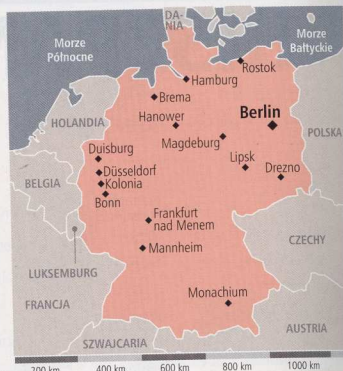 DA-
NIA
Morze
Północne
Morze
Bałtyckie
Rostok
Hamburg
Brema
Hanower
Berlin
HOLANDIA
Magdeburg
POLSKA
Duisburg
Lipsk
Drezno
Düsseldorf
Kolonia
BELGIA
Bonn
Frankfurt
nad Menem
CZECHY
Mannheim
LUKSEMBURG
Monachium
FRANCJA
AUSTRIA
SZWAJCARIA
200 km 400 km 600 km 800 km 1000 km